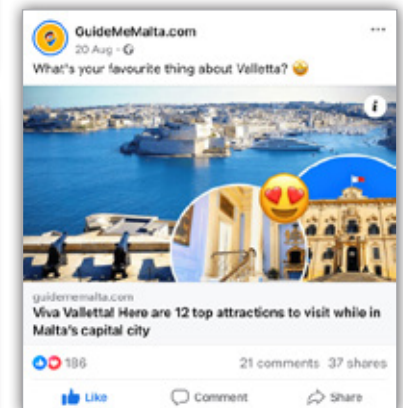 GuideMeMalta.com
20 Aug ·
What's your favourite thing about Valletta?
i
guidememalta.com
Viva Valletta! Here are 12 top attractions to visit while in
Malta's capital city
186
21 comments 37 shares
Like
Comment
Share